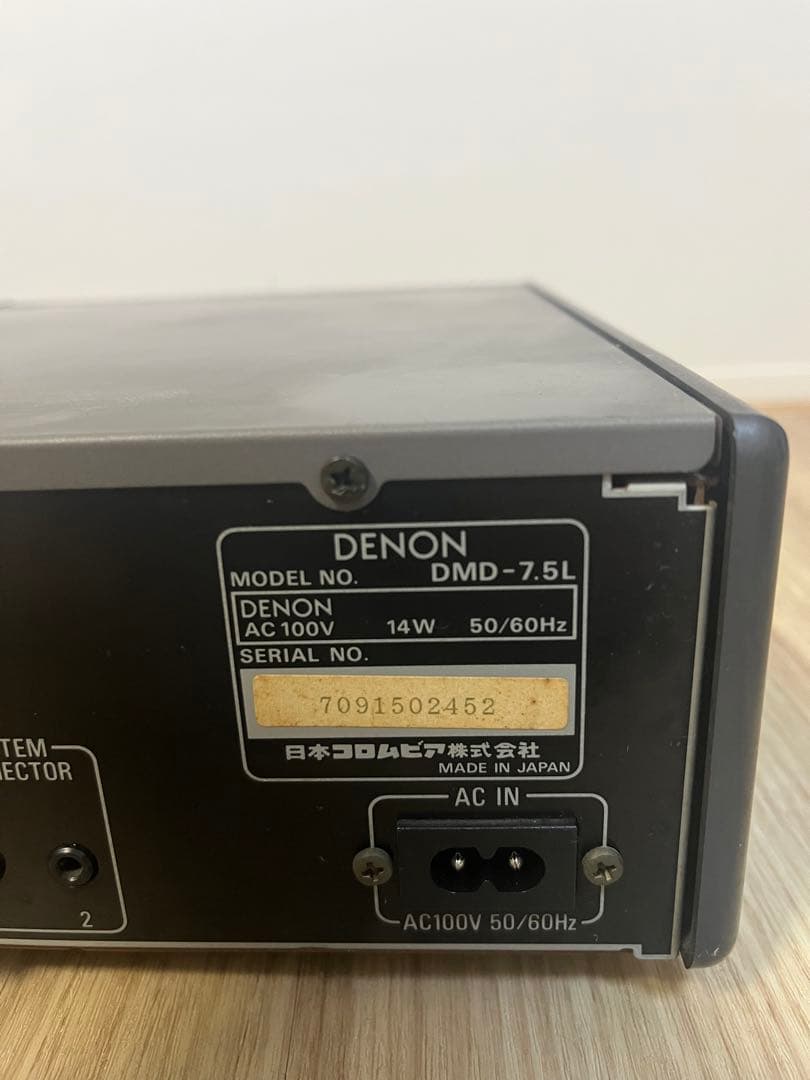 DENON
MODEL NO. DMD-7.5L
DENON
AC 100V 14W 50/60Hz
SERIAL NO.
7091502452
日本コロムビア株式会社
MADE IN JAPAN
TEM
NECTOR
2
AC IN
AC100V 50/60Hz